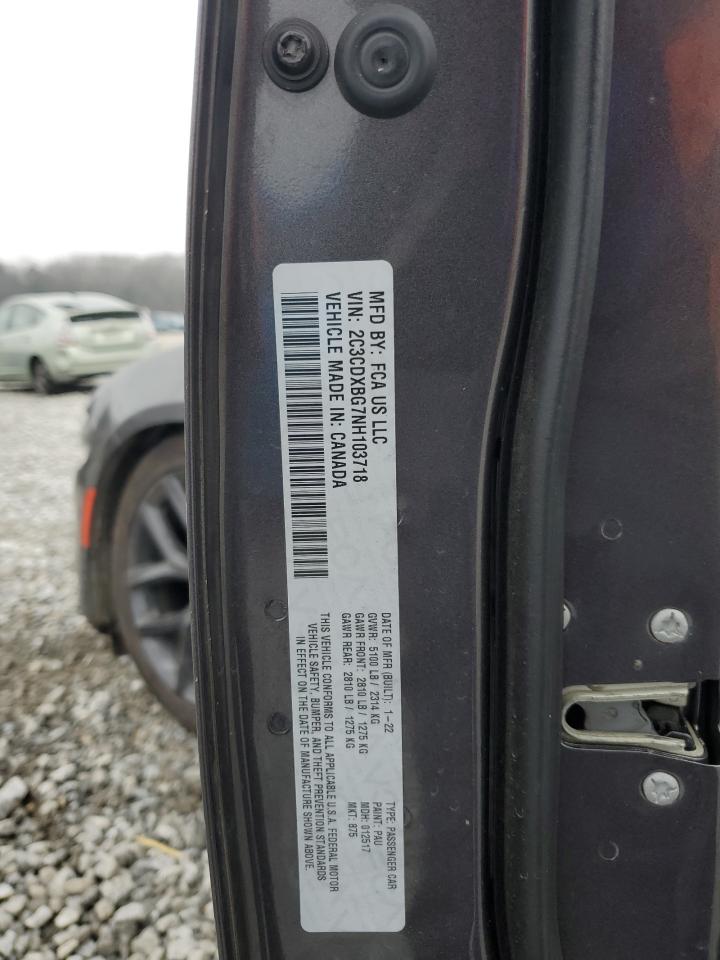 MFD BY: FCA US LLC
VIN: 2C3CDXBG7NH103718
VEHICLE MADE IN: CANADA
DATE OF MFR (BUILT): 1-22
GVWR: 5100 LB / 2314 KG
GAWR FRONT: 2810 LB / 1275 KG
GAWR REAR: 2810 LB / 1275 KG
TYPE: PASSENGER CAR
PAINT: PAU
MDH: 012517
MKT: B75
THIS VEHICLE CONFORMS TO ALL APPLICABLE U.S.A. FEDERAL MOTOR
VEHICLE SAFETY, BUMPER, AND THEFT PREVENTION STANDARDS
IN EFFECT ON THE DATE OF MANUFACTURE SHOWN ABOVE.